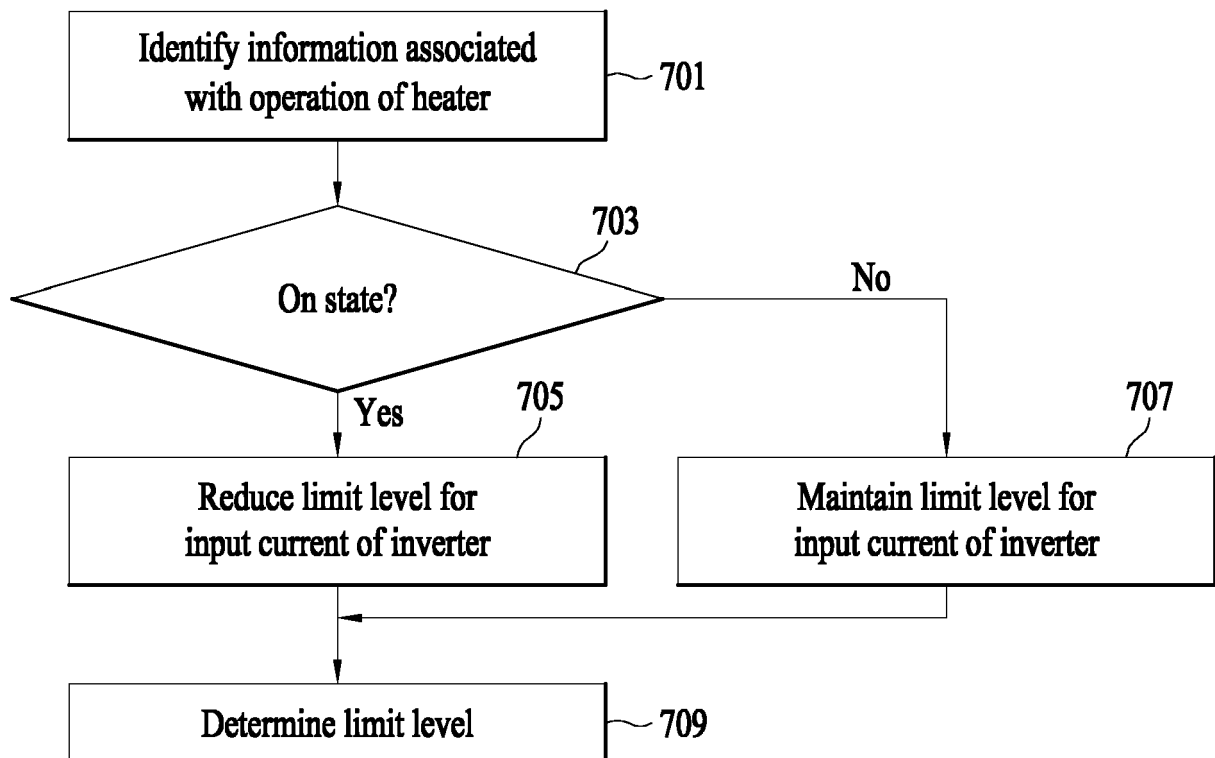 Identify information associated
with operation of heater
701
703
On state?
No
Yes
705
707
Reduce limit level for
input current of inverter
Maintain limit level for
input current of inverter
Determine limit level
709